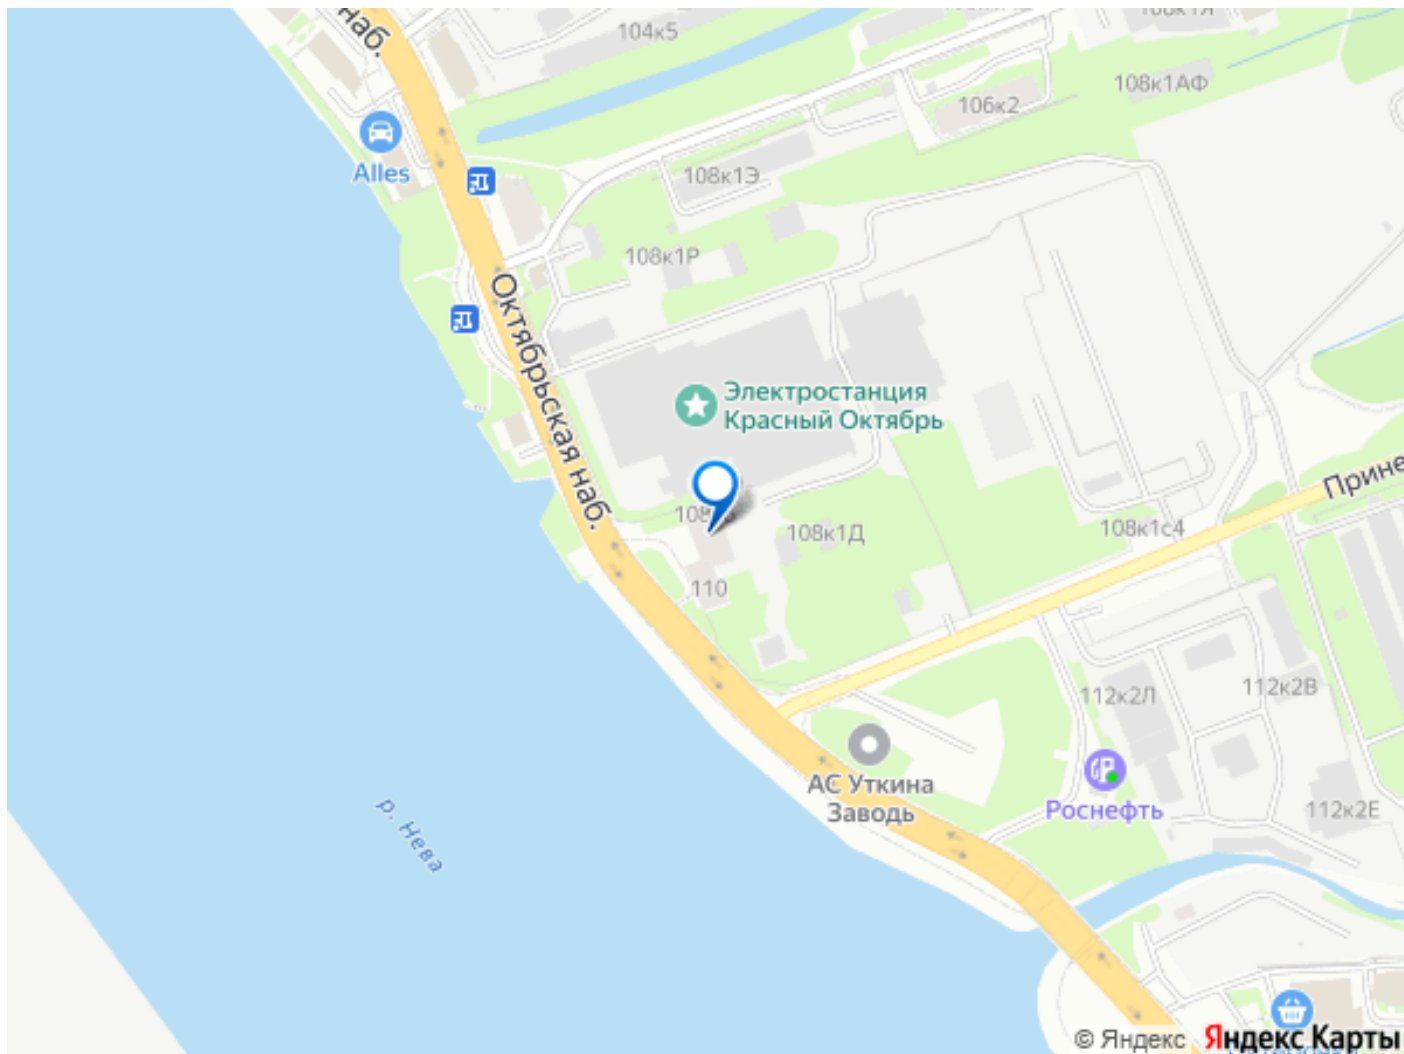 наб.
104к5
108к1Я
108к1АФ
106к2
Alles
108к1Э
108к1Р
Октябрьская наб.
Электростанция
Красный Октябрь
Прине
108к1Д
108к1с4
110
112к2Л
112к2В
АС Уткина
Заводь
Роснефть
112к2Е
р. Нева
© Яндекс Яндекс Карты